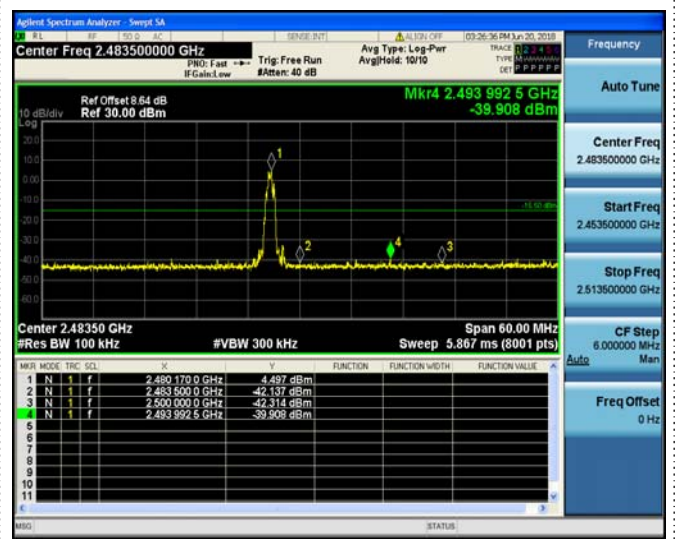 Agilent Spectrum Analyzer - Swept SA
RL RF 50 Ω AC SENSE:INT ALIGN OFF 03:26:36 PM Jun 20, 2018
Center Freq 2.483500000 GHz
PNO: Fast
IFGain:Low
Trig: Free Run
#Atten: 40 dB
Avg Type: Log-Pwr
Avg|Hold: 10/10
TRACE 1 2 3 4 5 6
TYPE
DET P P P P P P
Frequency
Mkr4 2.493 992 5 GHz
-39.908 dBm
Ref Offset 8.64 dB
Ref 30.00 dBm
10 dB/div
Log
20.0
10.0
0.00
-10.0
-20.0
-30.0
-40.0
-50.0
-60.0
1
2
4
3
Center 2.48350 GHz
Span 60.00 MHz
#Res BW 100 kHz
#VBW 300 kHz
Sweep 5.867 ms (8001 pts)
MKR MODE TRC SCL X Y FUNCTION FUNCTION WIDTH FUNCTION VALUE
1 N 1 f 2.480 170 0 GHz 4.497 dBm
2 N 1 f 2.483 500 0 GHz -42.137 dBm
3 N 1 f 2.500 000 0 GHz -42.314 dBm
4 N 1 f 2.493 992 5 GHz -39.908 dBm
5
6
7
8
9
10
11
MSG
STATUS
Auto Tune
Center Freq
2.483500000 GHz
Start Freq
2.453500000 GHz
Stop Freq
2.513500000 GHz
CF Step
6.000000 MHz
Auto Man
Freq Offset
0 Hz